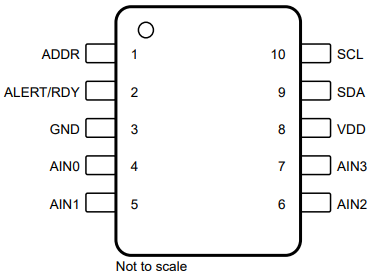 ADDR 1 10 SCL
ALERT/RDY 2 9 SDA
GND 3 8 VDD
AIN0 4 7 AIN3
AIN1 5 6 AIN2
Not to scale